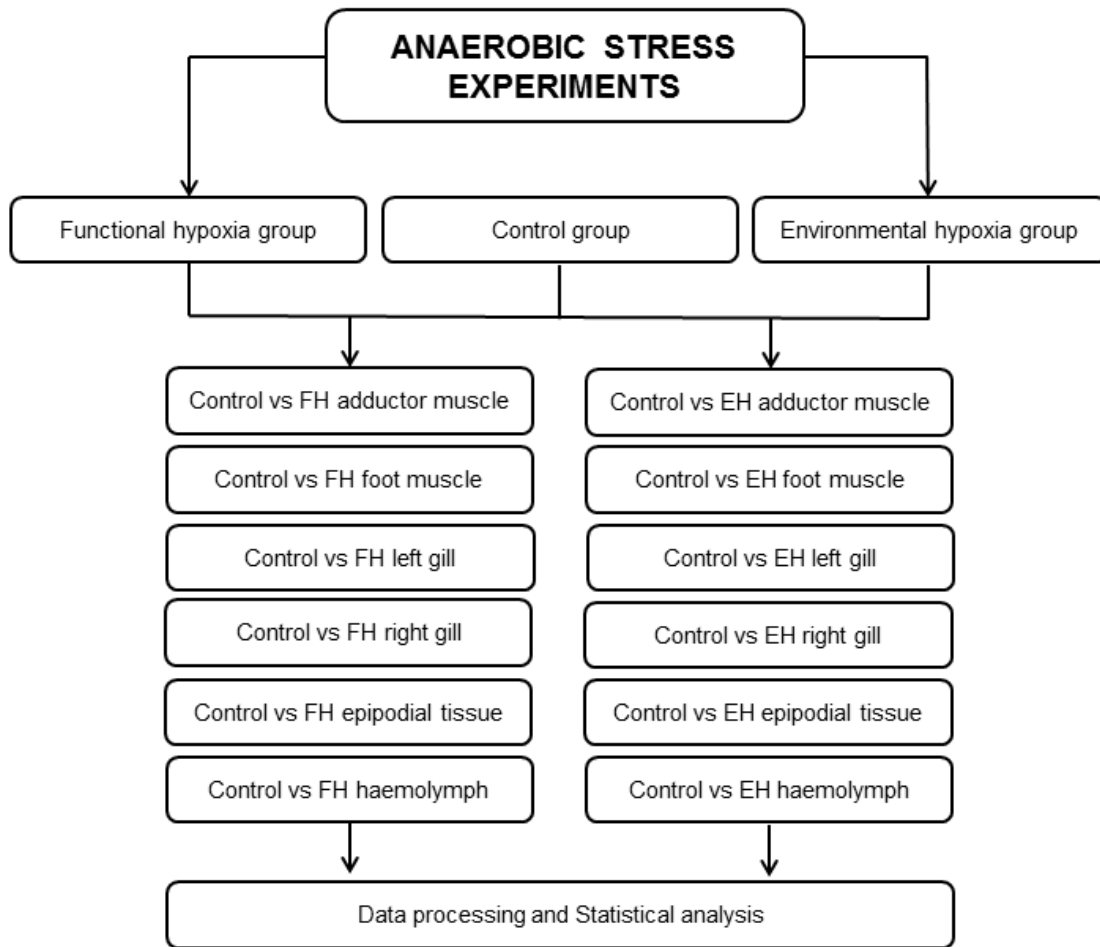 ANAEROBIC STRESS
EXPERIMENTS
Functional hypoxia group
Control group
Environmental hypoxia group
Control vs FH adductor muscle
Control vs EH adductor muscle
Control vs FH foot muscle
Control vs EH foot muscle
Control vs FH left gill
Control vs EH left gill
Control vs FH right gill
Control vs EH right gill
Control vs FH epipodial tissue
Control vs EH epipodial tissue
Control vs FH haemolymph
Control vs EH haemolymph
Data processing and Statistical analysis